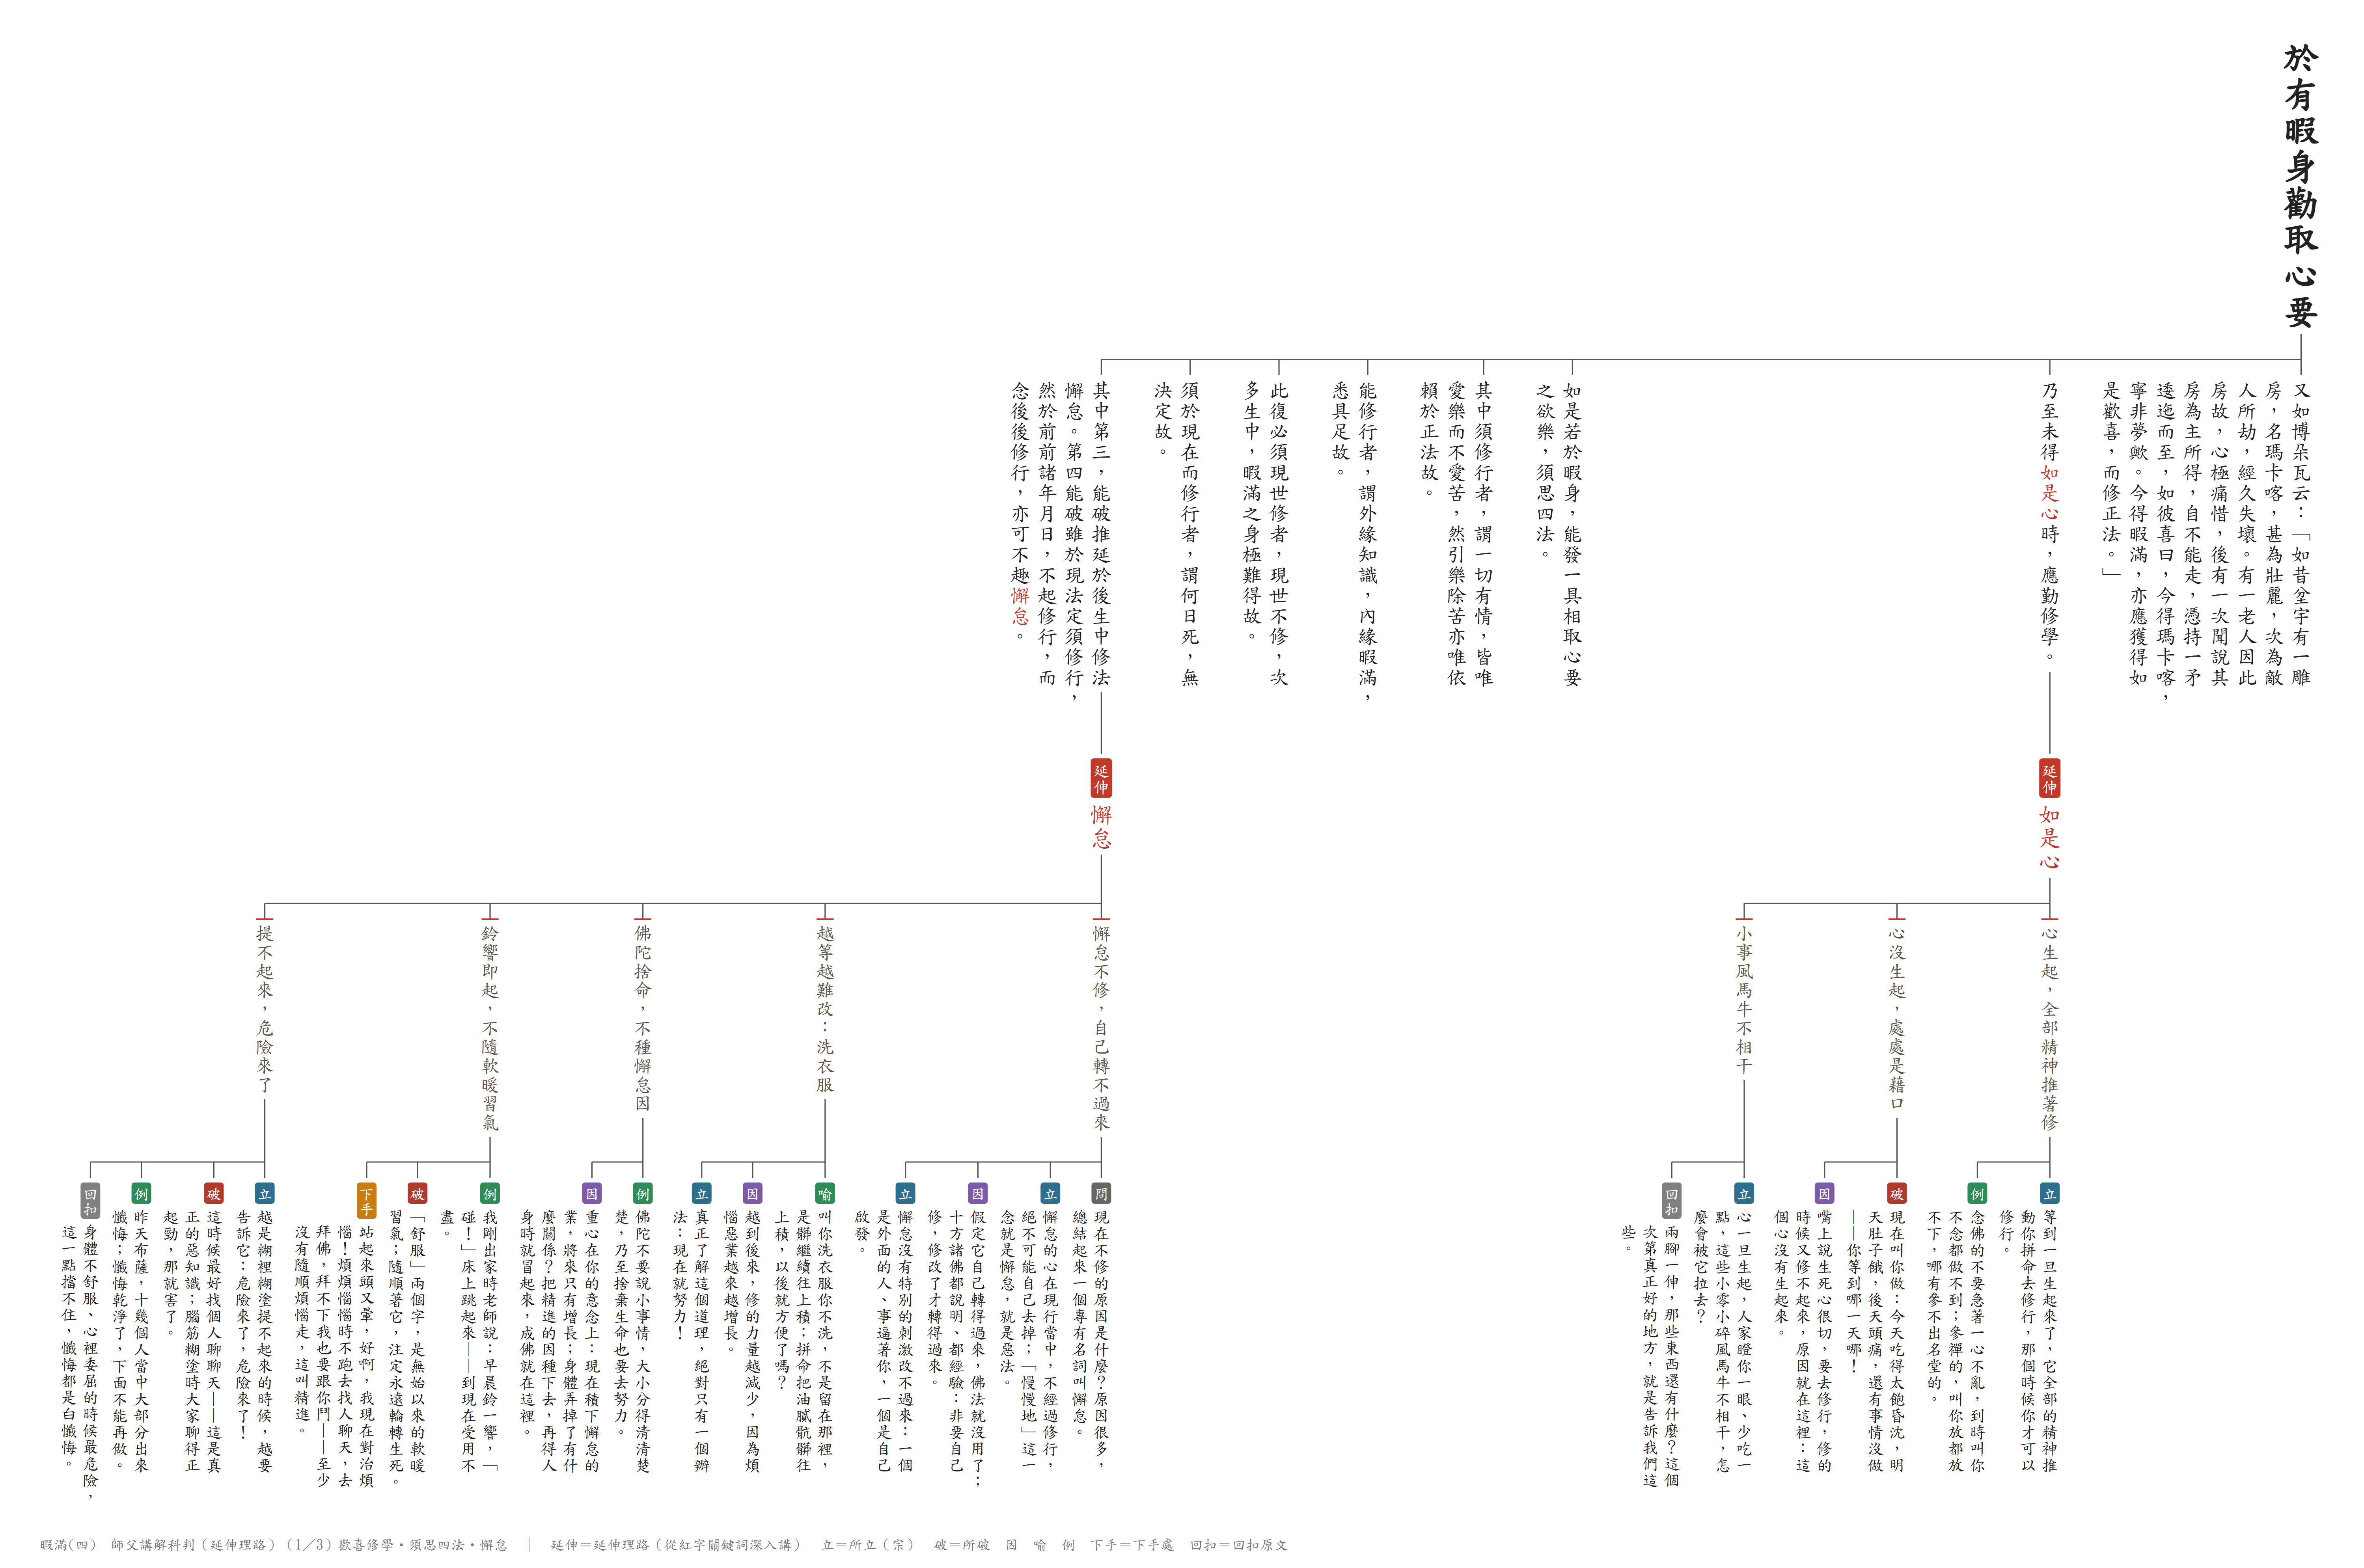 於有暇身勸取心要
又如博朵瓦云：「如昔坌宇有一雕
房，名瑪卡喀，甚為壯麗，次為敵
人所劫，經久失壞。有一老人因此
房故，心極痛惜，後有一次聞說其
房為主所得，自不能走，憑持一矛
逶迤而至，如彼喜曰，今得瑪卡喀，
寧非夢歟。今得暇滿，亦應獲得如
是歡喜，而修正法。」
乃至未得如是心時，應勤修學。
如是若於暇身，能發一具相取心要
之欲樂，須思四法。
其中須修行者，謂一切有情，皆唯
愛樂而不愛苦，然引樂除苦亦唯依
賴於正法故。
能修行者，謂外緣知識，內緣暇滿，
悉具足故。
此復必須現世修者，現世不修，次
多生中，暇滿之身極難得故。
須於現在而修行者，謂何日死，無
決定故。
其中第三，能破推延於後生中修法
懈怠。第四能破雖於現法定須修行，
然於前前諸年月日，不起修行，而
念後後修行，亦可不趣懈怠。
延伸
如是心
心生起，全部精神推著修
立
等到一旦生起來了，它全部的精神推
動你拼命去修行，那個時候你才可以
修行。
例
念佛的不要急著一心不亂，到時叫你
不念都做不到；參禪的，叫你放都放
不下，哪有參不出名堂的。
心沒生起，處處是藉口
破
現在叫你做：今天吃得太飽昏沈，明
天肚子餓，後天頭痛，還有事情沒做
——你等到哪一天哪！
因
嘴上說生死心很切，要去修行，修的
時候又修不起來，原因就在這裡：這
個心沒有生起來。
小事風馬牛不相干
立
心一旦生起，人家瞪你一眼、少吃一
點，這些小零小碎風馬牛不相干，怎
麼會被它拉去？
回扣
兩聊一伸，那些東西還有什麼？這個
次第真正好的地方，就是告訴我們這
些。
延伸
懈怠
懈怠不修，自己轉不過來
問
現在不修的原因是什麼？原因很多，
總結起來一個專有名詞叫懈怠。
立
懈怠的心在現行當中，不經過修行，
絕不可能自己去掉；「慢慢地」這一
念就是懈怠，就是惡法。
因
假定它自己轉得過來，佛法就沒用了；
十方諸佛都說明、都經驗：非要自己
修，修改了才轉得過來。
立
懈怠沒有特別的刺激改不過來：一個
是外面的人、事逼著你，一個是自己
啟發。
越等越難改：洗衣服
喻
叫你洗衣服你不洗，不是留在那裡，
是髒繼續往上積；拼命把油膩骯髒往
上積，以後就方便了嗎？
因
越到後來，修的力量越減少，因為煩
惱惡業越來越增長。
立
真正了解這個道理，絕對只有一個辦
法：現在就努力！
佛陀捨命，不種懈怠因
例
佛陀不要說小事情，大小分得清清楚
楚，乃至捨棄生命也要去努力。
因
重心在你的意念上：現在積下懈怠的
業，將來只有增長；身體弄掉了有什
麼關係？把精進的因種下去，再得人
身時就冒起來，成佛就在這裡。
鈴響即起，不隨軟暖習氣
例
我剛出家時老師說：早晨鈴一響，「
碰！」床上跳起來——到現在受用不
盡。
破
「舒服」兩個字，是無始以來的軟暖
習氣；隨順著它，注定永遠輪轉生死。
下手
站起來頭又暈，好啊，我現在對治煩
惱！煩煩惱惱時不跑去找人聊天，去
拜佛，拜不下我也要跟你鬥——至少
沒有隨順煩惱走，這叫精進。
提不起來，危險來了
立
越是糊裡糊塗提不起來的時候，越要
告訴它：危險來了，危險來了！
破
這時候最好找個人聊聊天——這是真
正的惡知識；腦筋糊塗時大家聊得正
起勁，那就害了。
例
昨天布薩，十幾個人當中大部分出來
懺悔；懺悔乾淨了，下面不能再做。
回扣
身體不舒服、心裡委屈的時候最危險，
這一點擋不住，懺悔都是白懺悔。
暇滿(四)　師父講解科判（延伸理路）（1／3）歡喜修學・須思四法・懈怠　｜　延伸＝延伸理路（從紅字關鍵詞深入講）　立＝所立（宗）　破＝所破　因　喻　例　下手＝下手處　回扣＝回扣原文